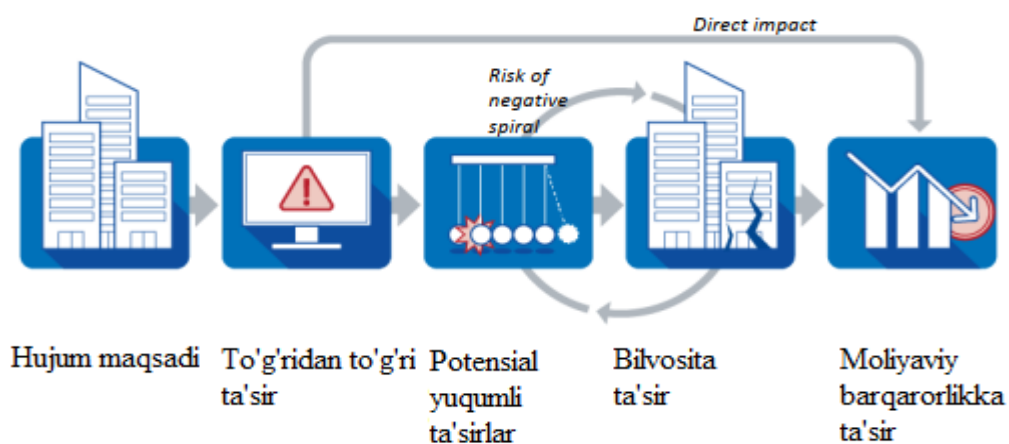 Direct impact
Risk of
negative
spiral
Hujum maqsadi
To'g'ridan to'g'ri
ta'sir
Potensial
yuqumli
ta'sirlar
Bilvosita
ta'sir
Moliyaviy
barqarorlikka
ta'sir